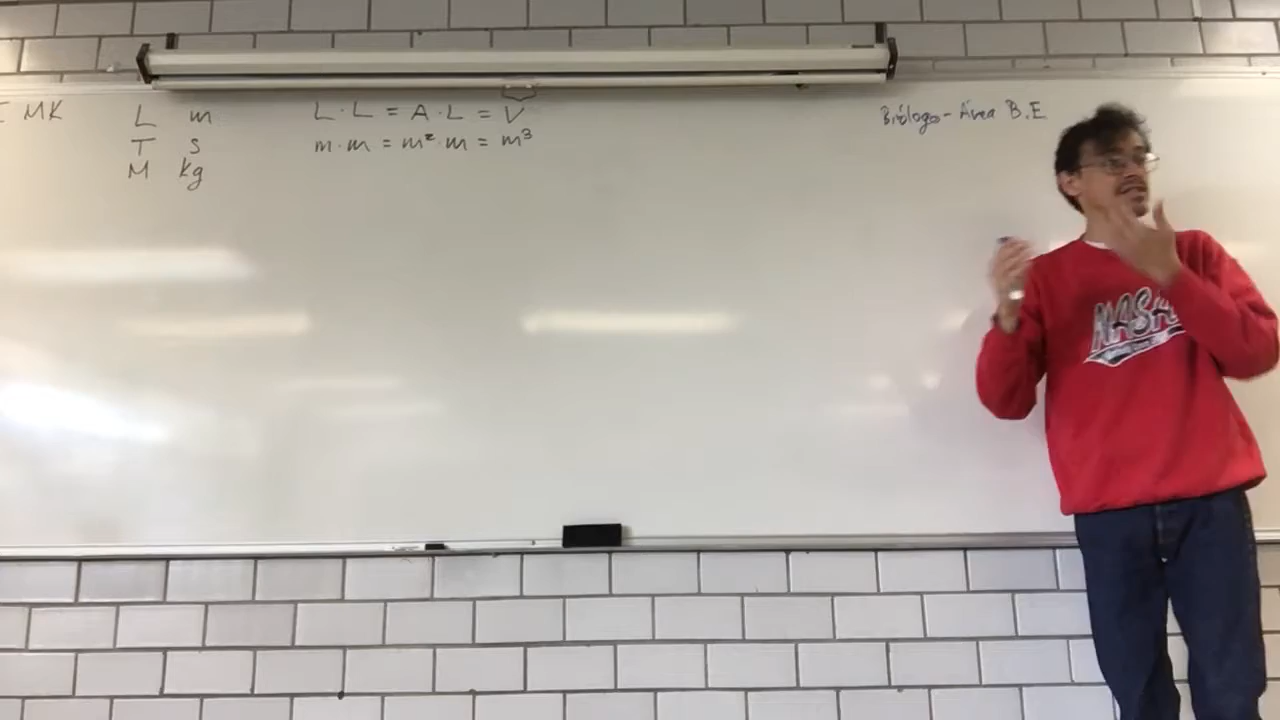 MK
L m
T s
M kg
L · L = A · L = V
m · m = m² · m = m³
Biólogo - Área B.E
NASA